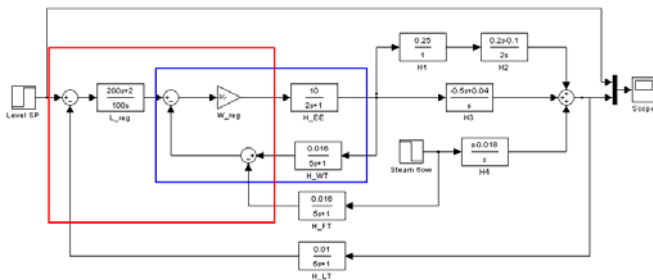 0.25
1
H1
0.2s-0.1
2s
H2
Level SP
200s+2
100s
L_reg
W_reg
10
2s+1
H_EE
-0.5s+0.04
s
H3
Scope
0.016
5s+1
H_WT
Steam flow
s-0.018
s
H4
0.016
5s+1
H_FT
0.01
5s+1
H_LT